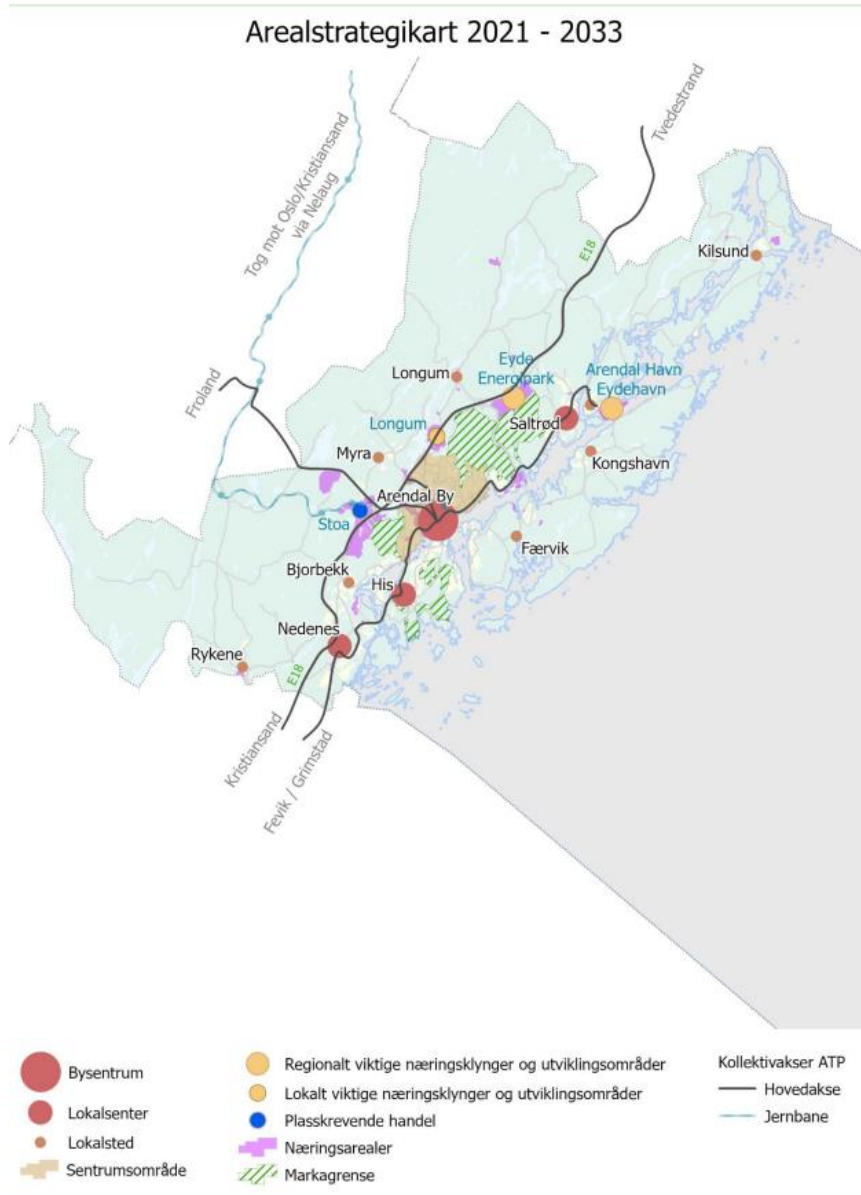 Arealstrategikart 2021 - 2033
Tvedestrand
Tog mot Oslo/Kristiansand
via Nelaug
E18
Kilsund
Froland
Longum
Eyde
Energipark
Arendal Havn
Eydehavn
Longum
Saltrød
Myra
Kongshavn
Arendal By
Stoa
Færvik
Bjorbekk
His
Nedenes
Rykene
E18
Kristiansand
Fevik / Grimstad
Bysentrum
Lokalsenter
Lokalsted
Sentrumsområde
Regionalt viktige næringsklynger og utviklingsområder
Lokalt viktige næringsklynger og utviklingsområder
Plasskrevende handel
Næringsarealer
Markagrense
Kollektivakser ATP
Hovedakse
Jernbane